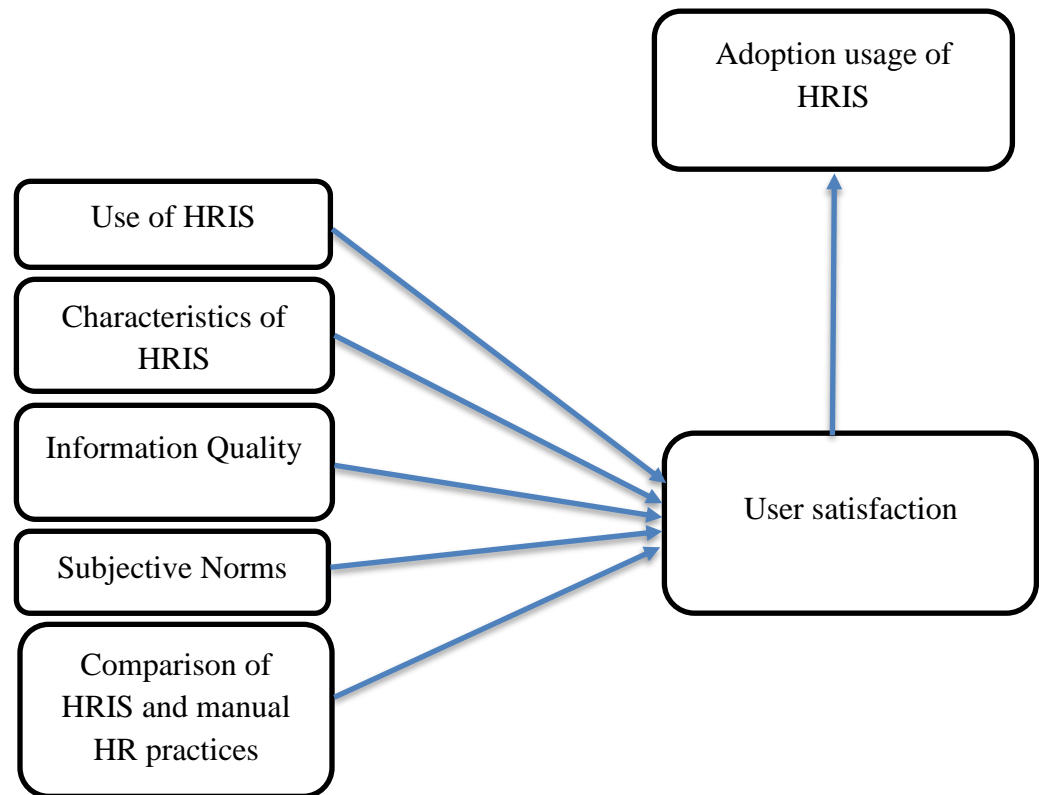 Adoption usage of
HRIS
Use of HRIS
Characteristics of
HRIS
Information Quality
Subjective Norms
Comparison of
HRIS and manual
HR practices
User satisfaction